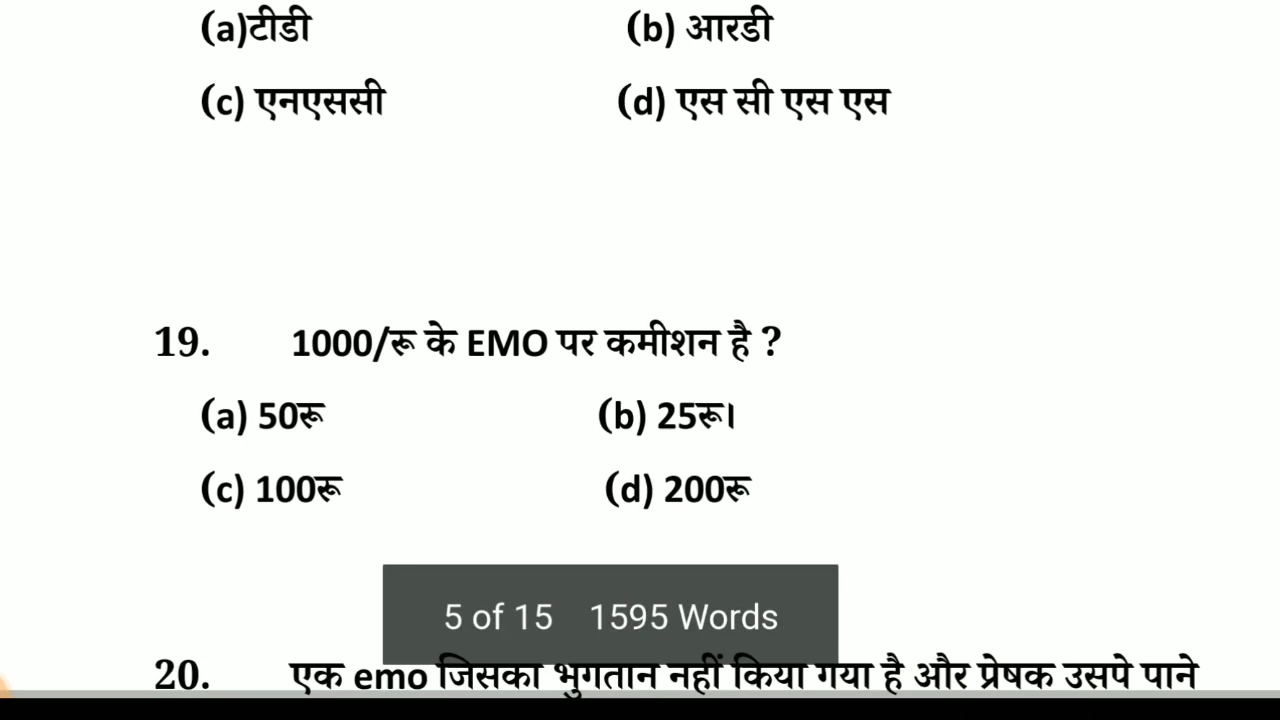 (a)टीडी (b) आरडी
(c) एनएससी (d) एस सी एस एस
19. 1000/रू के EMO पर कमीशन है ?
(a) 50रू (b) 25रू।
(c) 100रू (d) 200रू
5 of 15 1595 Words
20. एक emo जिसका भुगतान नहीं किया गया है और प्रेषक उसपे पाने